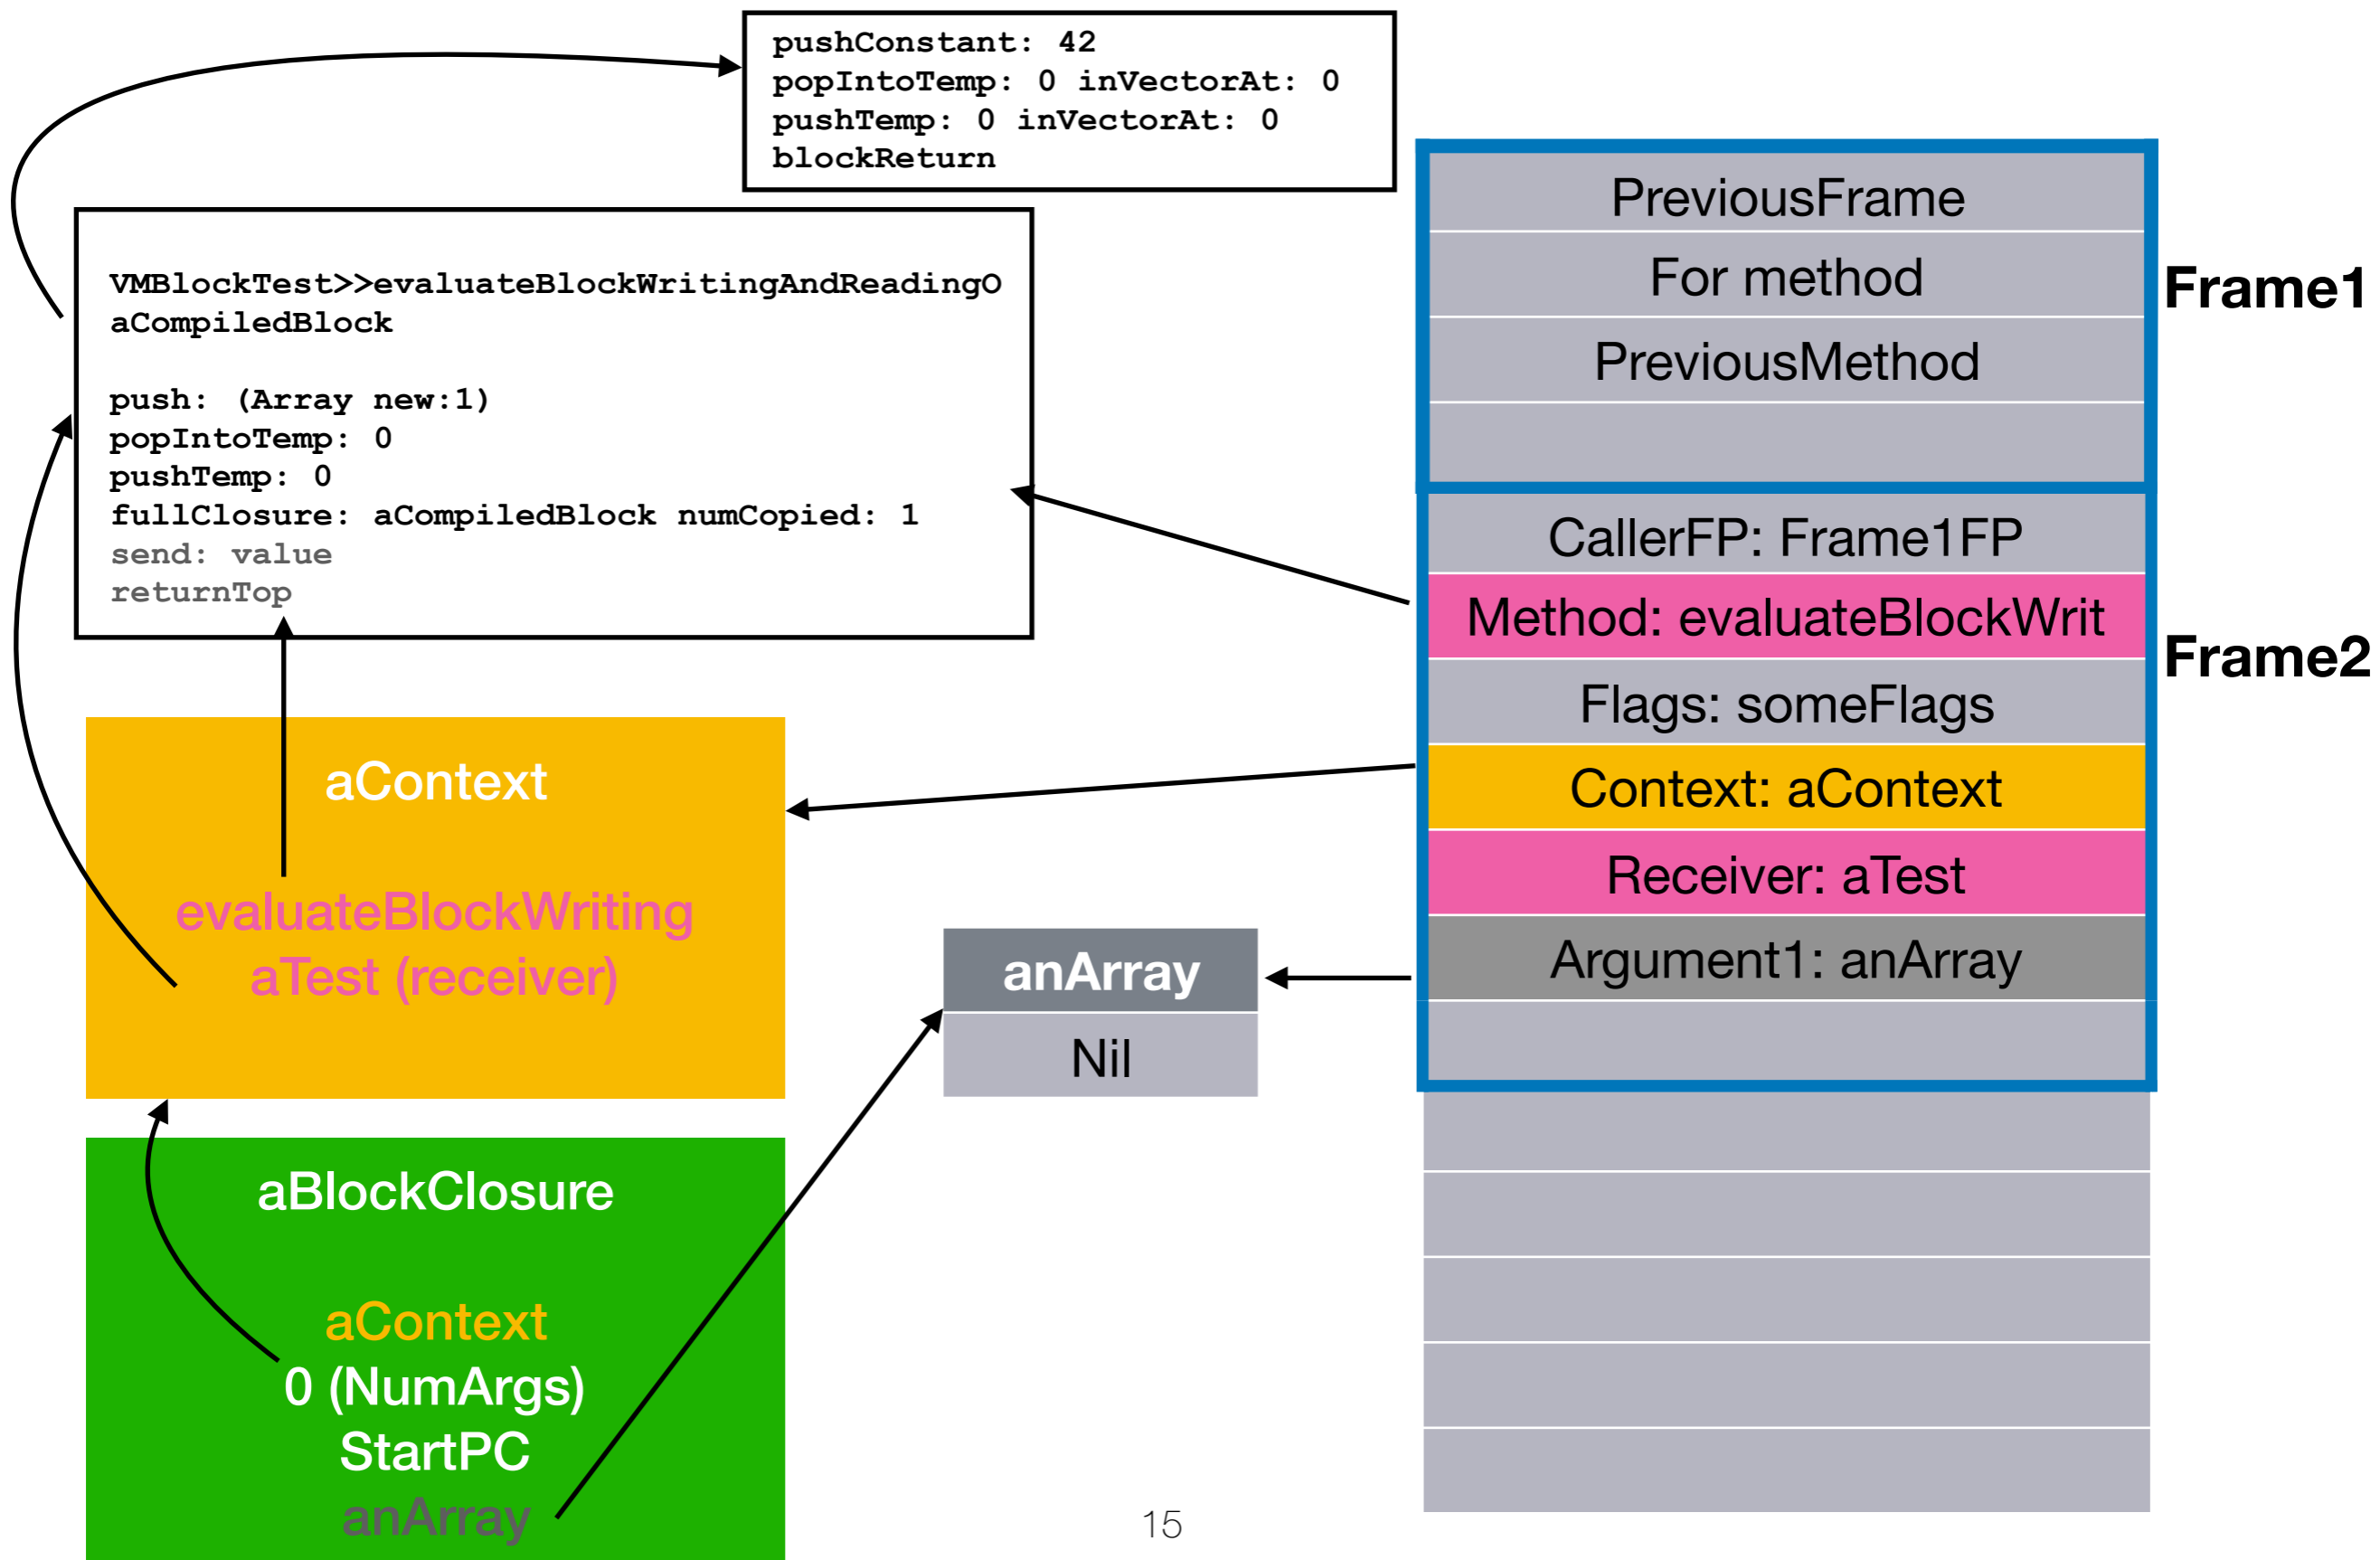 pushConstant: 42
popIntoTemp: 0 inVectorAt: 0
pushTemp: 0 inVectorAt: 0
blockReturn
VMBlockTest>>evaluateBlockWritingAndReadingO
aCompiledBlock
push: (Array new:1)
popIntoTemp: 0
pushTemp: 0
fullClosure: aCompiledBlock numCopied: 1
send: value
returnTop
aContext
evaluateBlockWriting
aTest (receiver)
aBlockClosure
aContext
0 (NumArgs)
StartPC
anArray
anArray
Nil
PreviousFrame
For method
PreviousMethod
Frame1
CallerFP: Frame1FP
Method: evaluateBlockWrit
Flags: someFlags
Context: aContext
Receiver: aTest
Argument1: anArray
Frame2
15